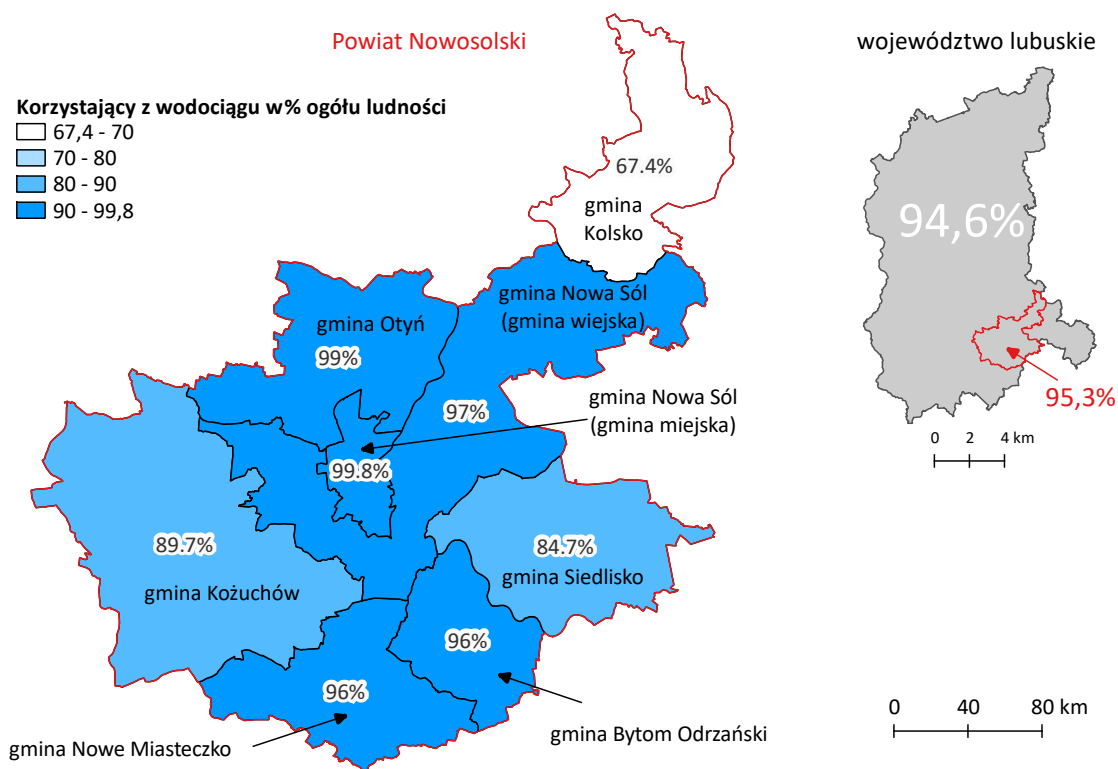 Powiat Nowosolski
województwo lubuskie
Korzystający z wodociągu w% ogółu ludności
67,4 - 70
70 - 80
80 - 90
90 - 99,8
67.4%
gmina
Kolsko
94,6%
gmina Nowa Sól
(gmina wiejska)
gmina Otyń
99%
97%
gmina Nowa Sól
(gmina miejska)
95,3%
0 2 4 km
99.8%
89.7%
gmina Kożuchów
84.7%
gmina Siedlisko
96%
96%
gmina Nowe Miasteczko
gmina Bytom Odrzański
0 40 80 km